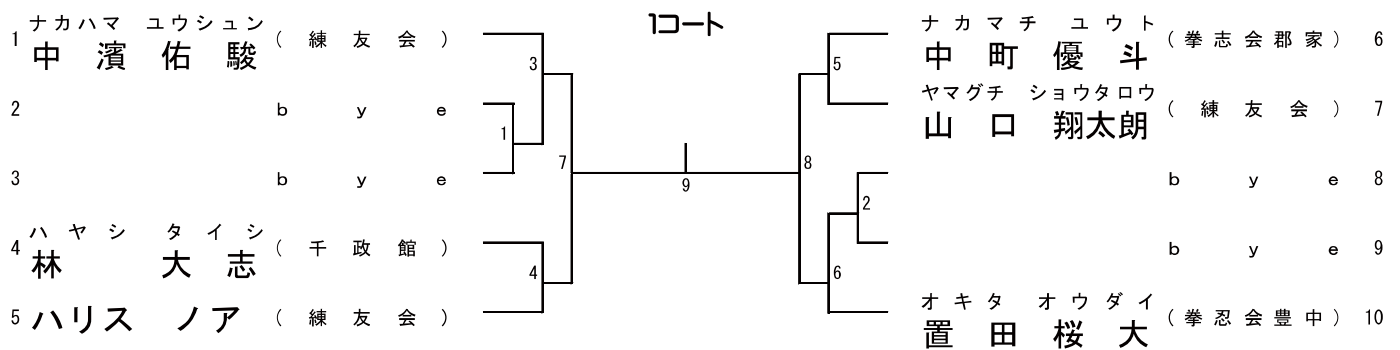 1コート
ナカハマ ユウシュン
1 中濱佑駿 (練友会)
2 bye
3 bye
ハヤシ タイシ
4 林大志 (千政館)
5 ハリス ノア (練友会)
3
1
7
4
9
ナカマチ ユウト
中町優斗 (拳志会郡家) 6
ヤマグチ ショウタロウ
山口翔太朗 (練友会) 7
bye 8
bye 9
オキタ オウダイ
置田桜大 (拳忍会豊中) 10
5
8
2
6